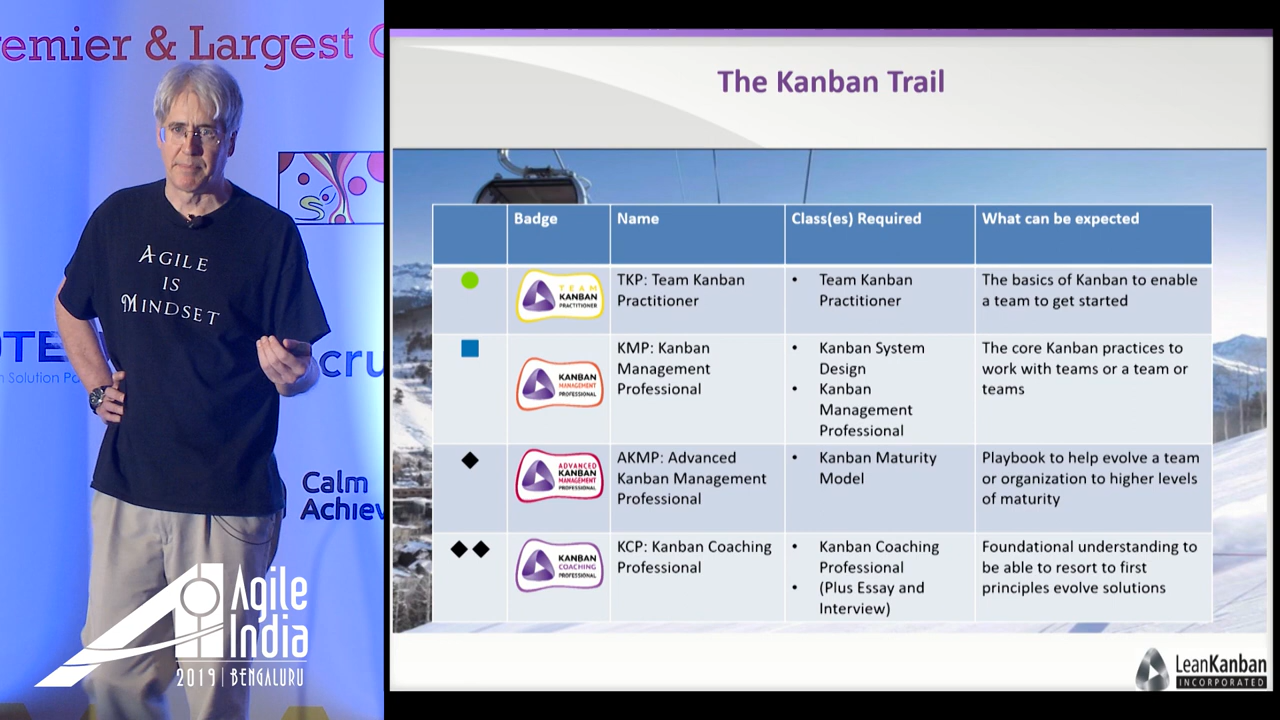 emier & Largest C
AGILE
IS
MINDSET
OTE
n Solution Pa
cru
Calm
Achiev
Agile
India
2019 | BENGALURU
The Kanban Trail
Badge
Name
Class(es) Required
What can be expected
TEAM
KANBAN
PRACTITIONER
TKP: Team Kanban
Practitioner
• Team Kanban
Practitioner
The basics of Kanban to enable
a team to get started
KANBAN
MANAGEMENT
PROFESSIONAL
KMP: Kanban
Management
Professional
• Kanban System
Design
• Kanban
Management
Professional
The core Kanban practices to
work with teams or a team or
teams
ADVANCED
KANBAN
MANAGEMENT
PROFESSIONAL
AKMP: Advanced
Kanban Management
Professional
• Kanban Maturity
Model
Playbook to help evolve a team
or organization to higher levels
of maturity
KANBAN
COACHING
PROFESSIONAL
KCP: Kanban Coaching
Professional
• Kanban Coaching
Professional
• (Plus Essay and
Interview)
Foundational understanding to
be able to resort to first
principles evolve solutions
LeanKanban
INCORPORATED